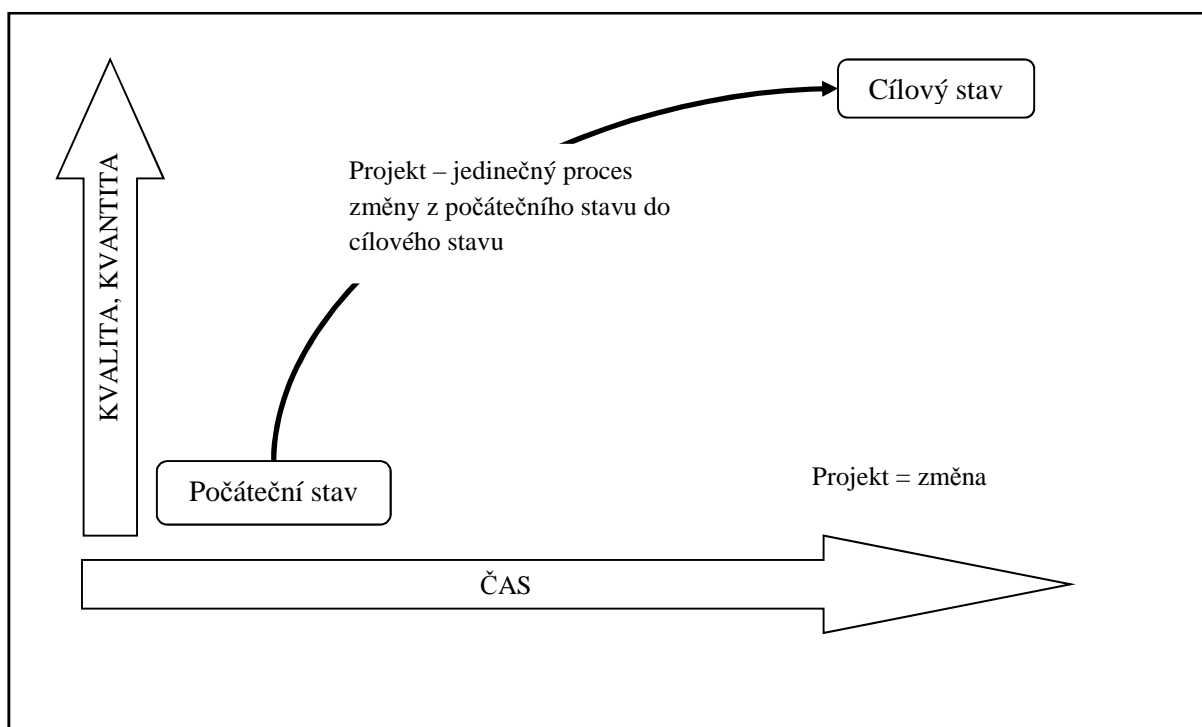 Cílový stav
Projekt – jedinečný proces
změny z počátečního stavu do
cílového stavu
KVALITA, KVANTITA
Počáteční stav
Projekt = změna
ČAS